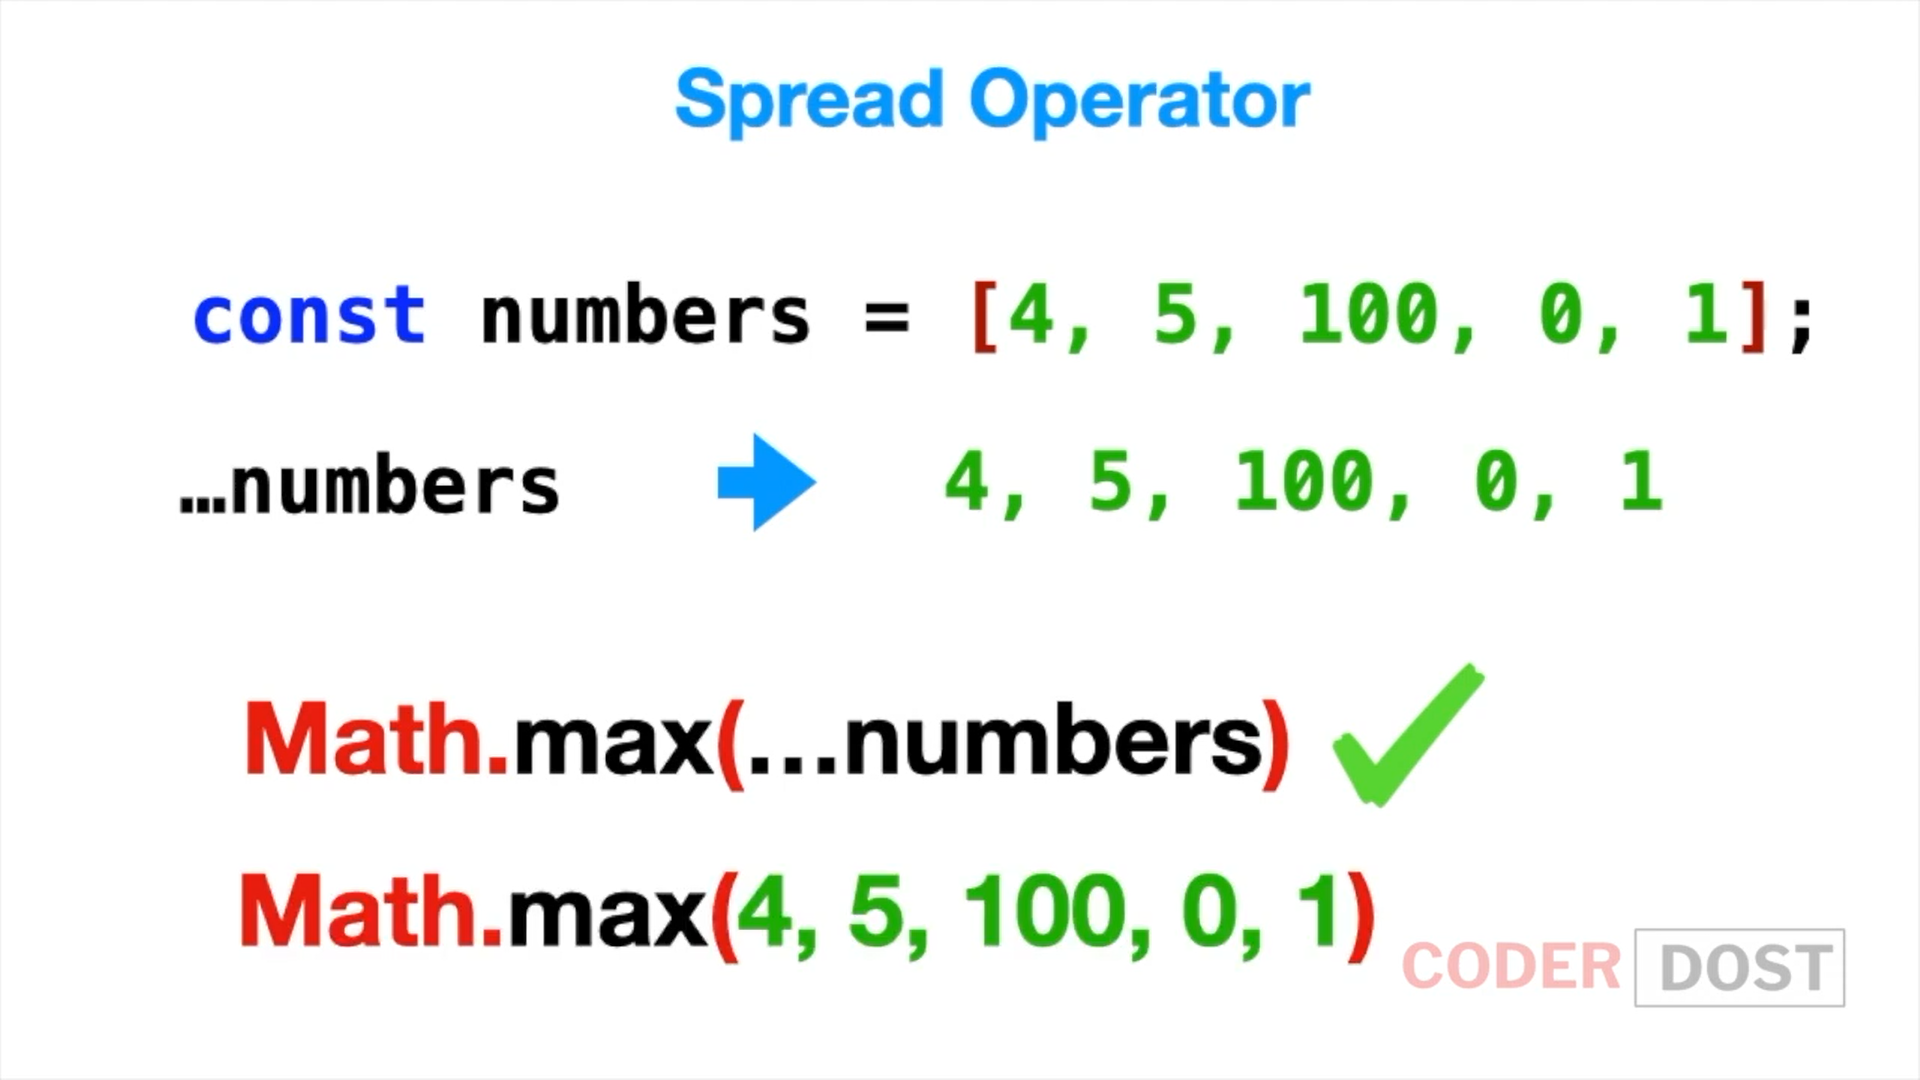 Spread Operator
const numbers = [4, 5, 100, 0, 1];
…numbers 4, 5, 100, 0, 1
Math.max(…numbers)
Math.max(4, 5, 100, 0, 1)
CODER DOST